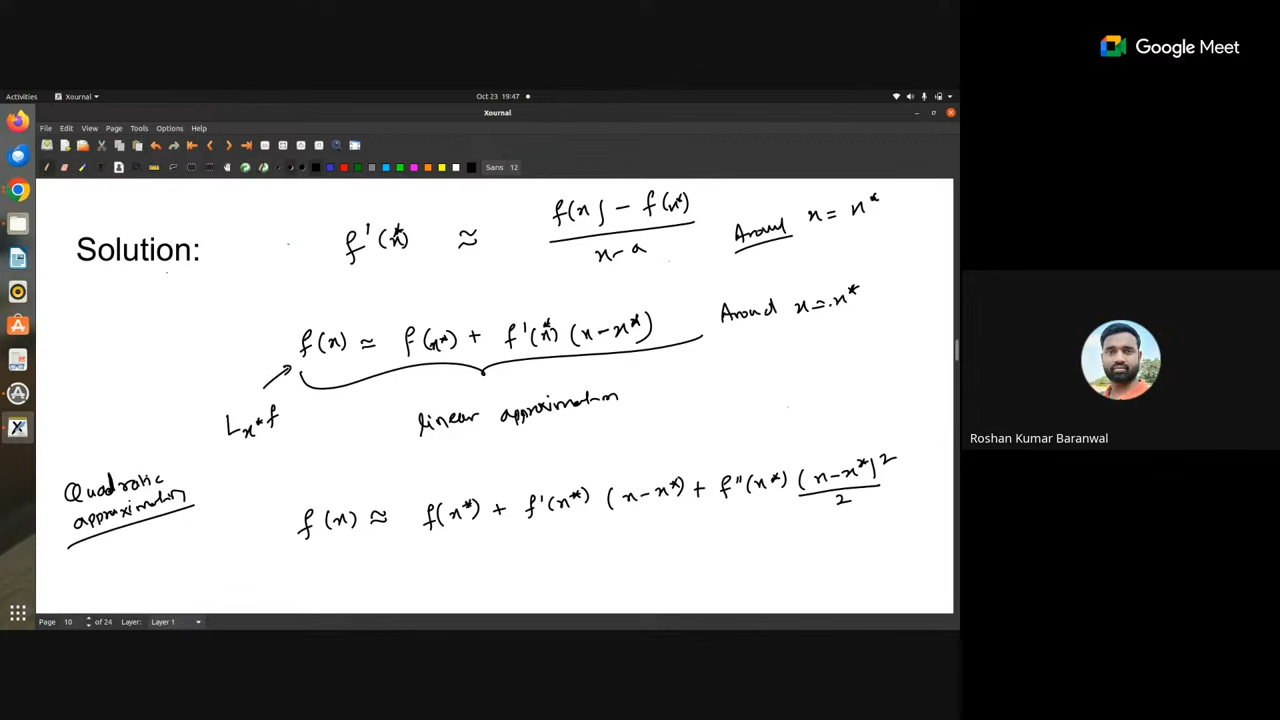 Google Meet
Activities Xournal Oct 23 19:47
Xournal
File Edit View Page Tools Options Help
Sans 12
Solution: f'(x*) ≈ f(x) - f(x*) / x - a Around x = x*
f(x) ≃ f(x*) + f'(x*) (x - x*) Around x = x*
L x* f linear approximation
Quadratic approximation
f(x) ≈ f(x*) + f'(x*) (x - x*) + f''(x*) (x - x*)² / 2
Roshan Kumar Baranwal
Page 10 of 24 Layer: Layer 1